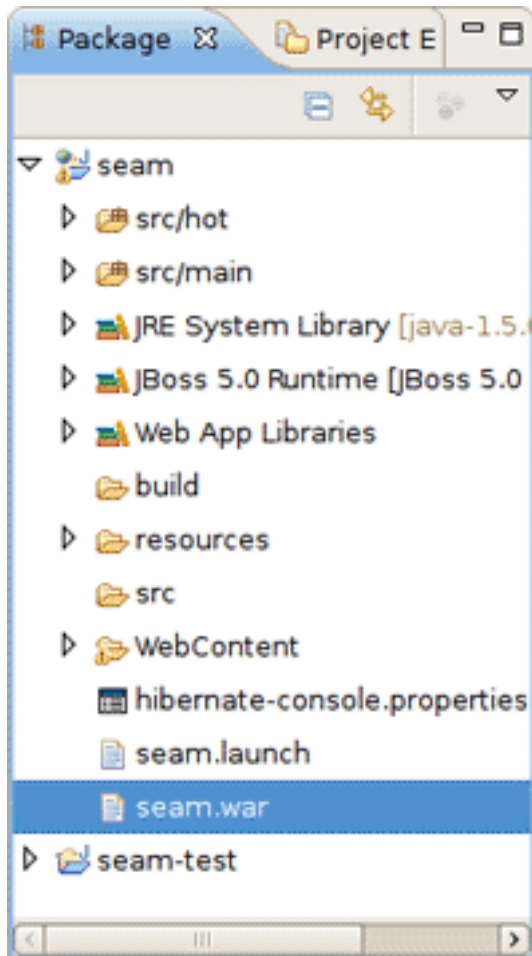 Package
Project E
seam
src/hot
src/main
JRE System Library [java-1.5.
JBoss 5.0 Runtime [JBoss 5.0
Web App Libraries
build
resources
src
WebContent
hibernate-console.properties
seam.launch
seam.war
seam-test